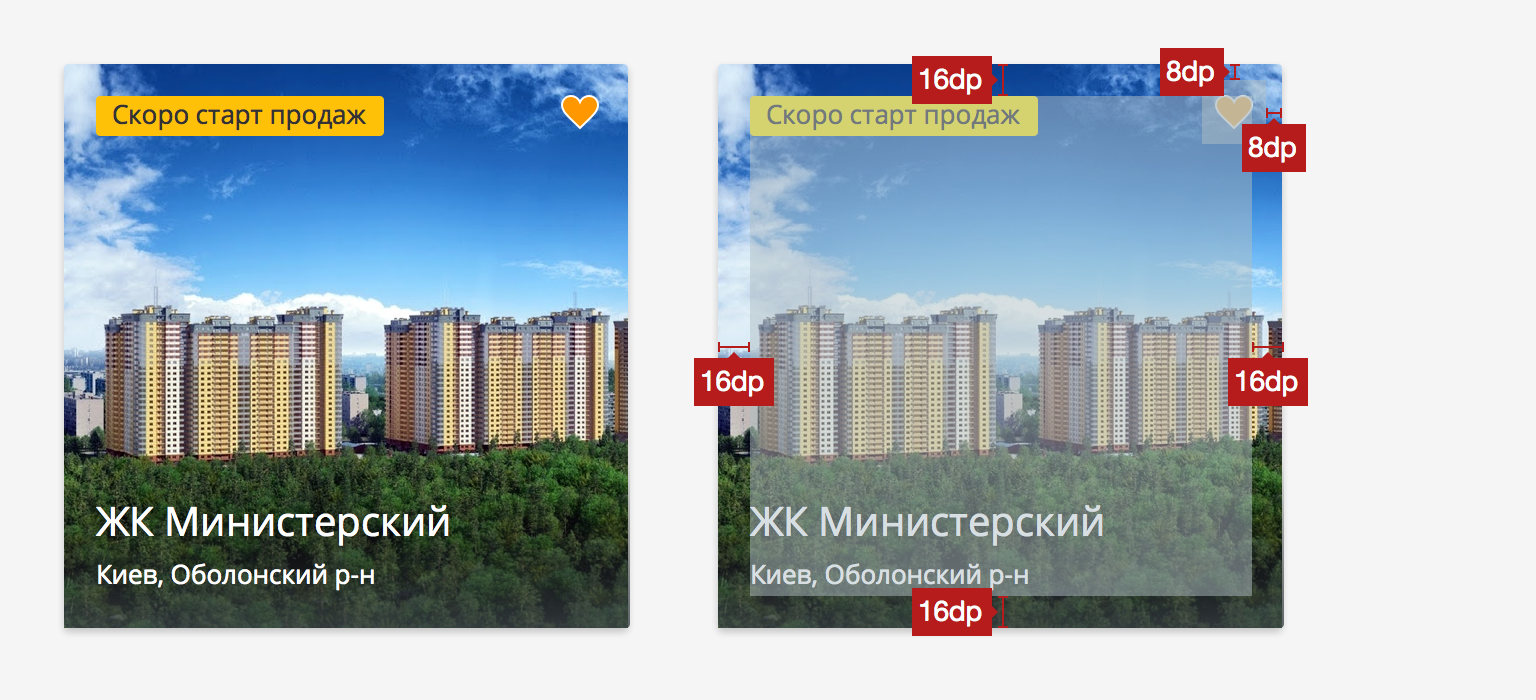 Скоро старт продаж
ЖК Министерский
Киев, Оболонский р-н
16dp
8dp
Скоро старт продаж
8dp
16dp
16dp
ЖК Министерский
Киев, Оболонский р-н
16dp